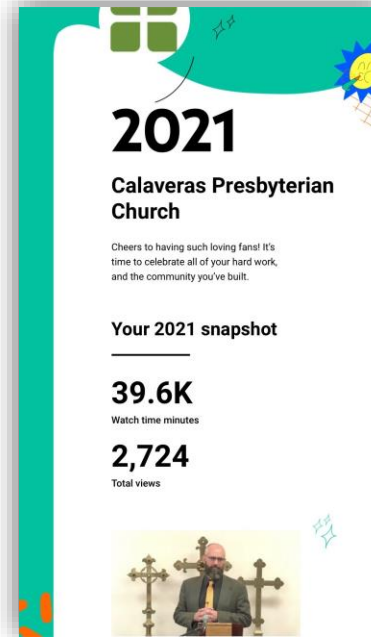 2021
Calaveras Presbyterian
Church
Cheers to having such loving fans! It's
time to celebrate all of your hard work,
and the community you've built.
Your 2021 snapshot
39.6K
Watch time minutes
2,724
Total views